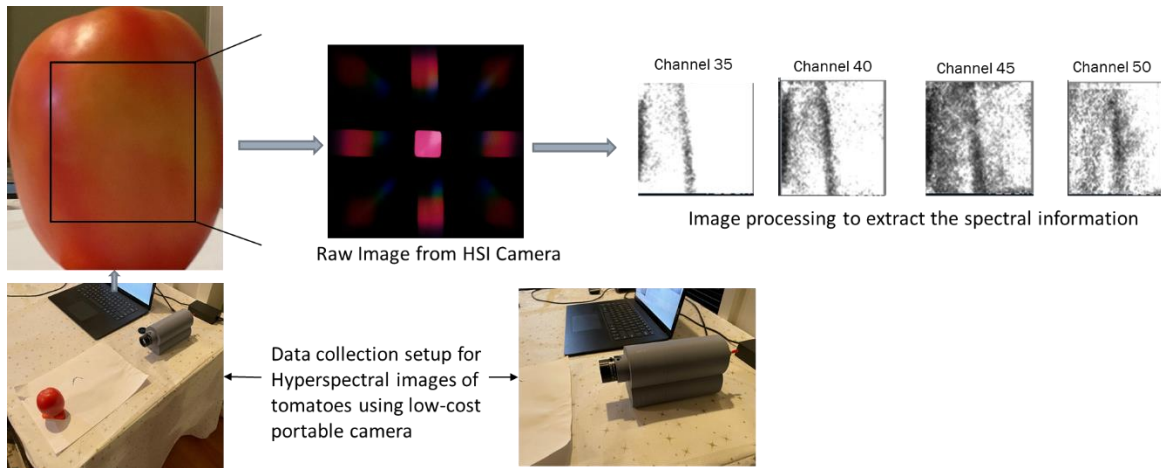 Channel 35
Channel 40
Channel 45
Channel 50
Image processing to extract the spectral information
Raw Image from HSI Camera
Data collection setup for
Hyperspectral images of
tomatoes using low-cost
portable camera